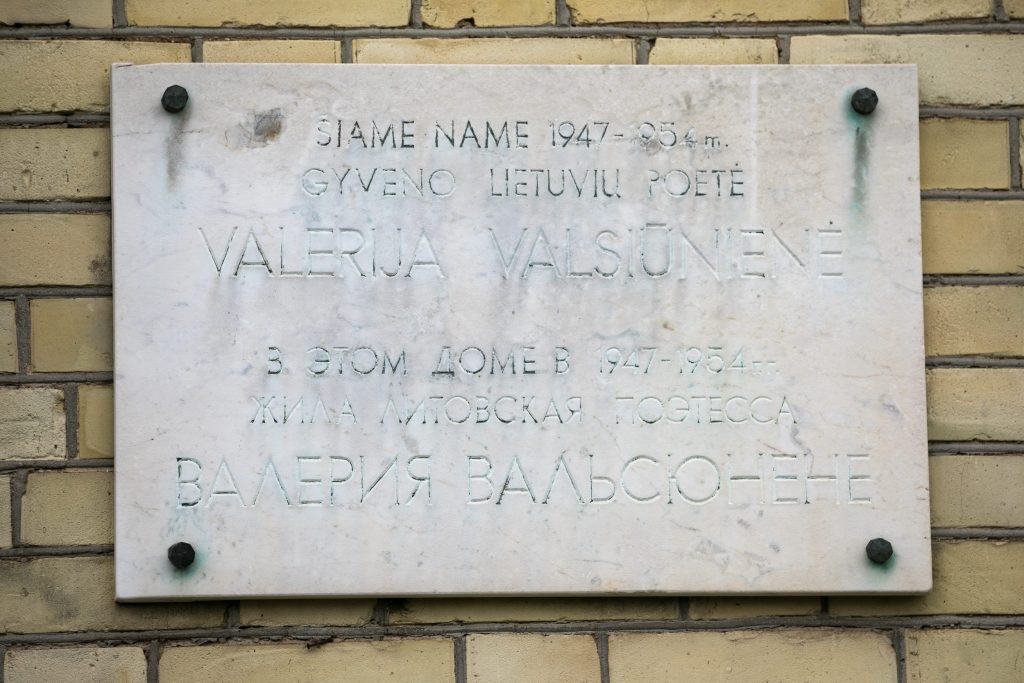 ŠIAME NAME 1947-1954 m.
GYVENO LIETUVIŲ POETĖ
VALERIJA VALSIŪNIENĖ
В ЭТОМ ДОМЕ В 1947-1954 гг.
ЖИЛА ЛИТОВСКАЯ ПОЭТЕССА
ВАЛЕРИЯ ВАЛЬСЮНЕНЕ